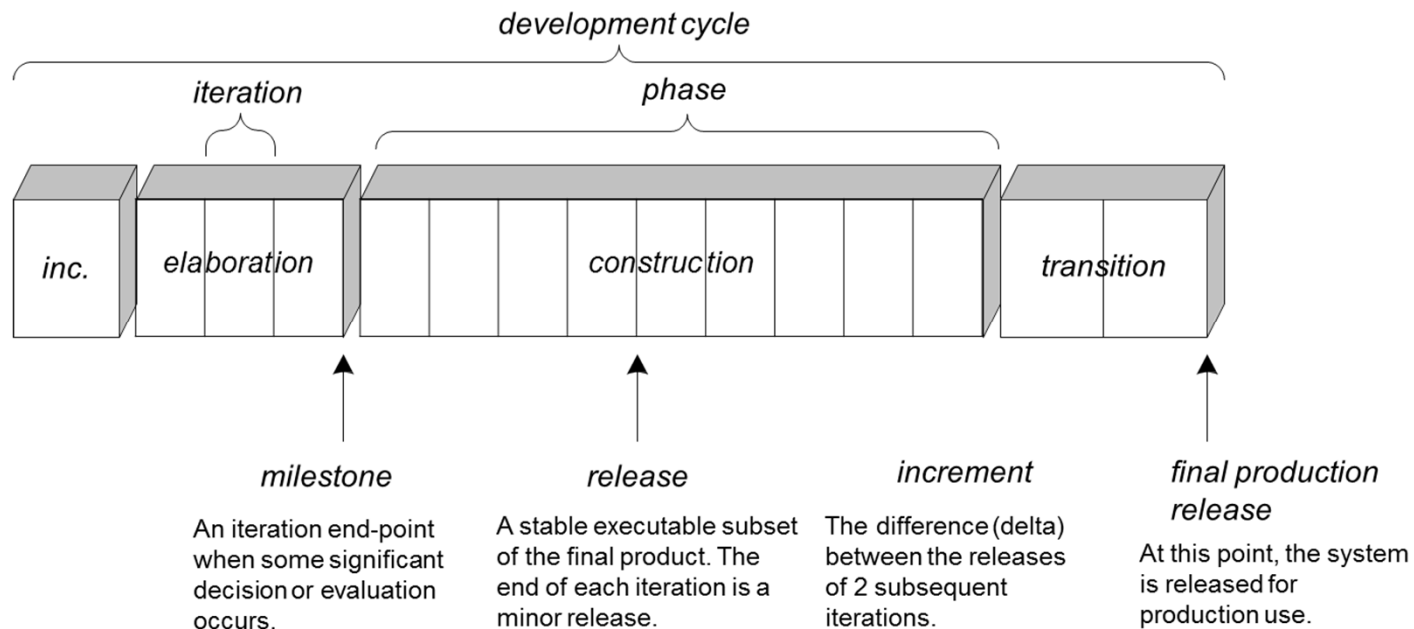 development cycle
iteration
phase
inc.
elaboration
construction
transition
milestone
An iteration end-point
when some significant
decision or evaluation
occurs.
release
A stable executable subset
of the final product. The
end of each iteration is a
minor release.
increment
The difference (delta)
between the releases
of 2 subsequent
iterations.
final production
release
At this point, the system
is released for
production use.